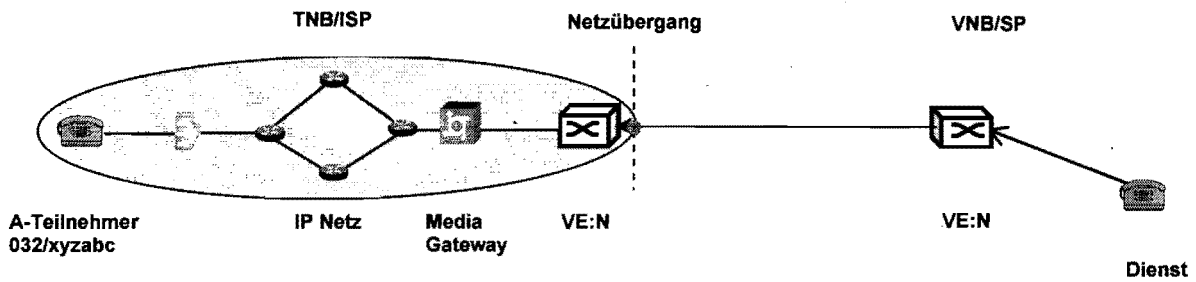 TNB/ISP
Netzübergang
VNB/SP
A-Teilnehmer
032/xyzabc
IP Netz
Media
Gateway
VE:N
VE:N
Dienst